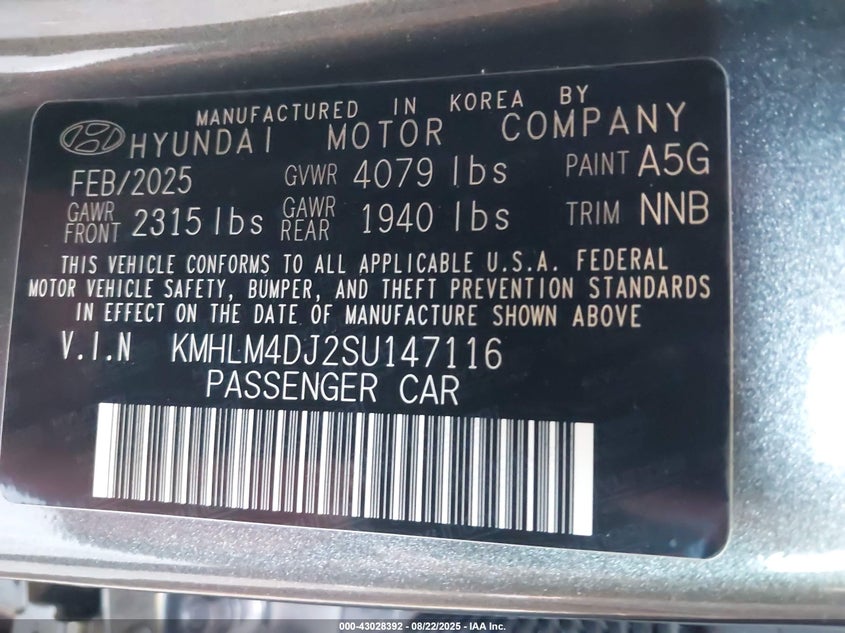 MANUFACTURED IN KOREA BY
HYUNDAI MOTOR COMPANY
FEB/2025 GVWR 4079 lbs PAINT A5G
GAWR FRONT 2315 lbs GAWR REAR 1940 lbs TRIM NNB
THIS VEHICLE CONFORMS TO ALL APPLICABLE U.S.A. FEDERAL
MOTOR VEHICLE SAFETY, BUMPER, AND THEFT PREVENTION STANDARDS
IN EFFECT ON THE DATE OF MANUFACTURE SHOWN ABOVE
V.I.N KMHLM4DJ2SU147116
PASSENGER CAR
000-43028392 - 08/22/2025 - IAA Inc.